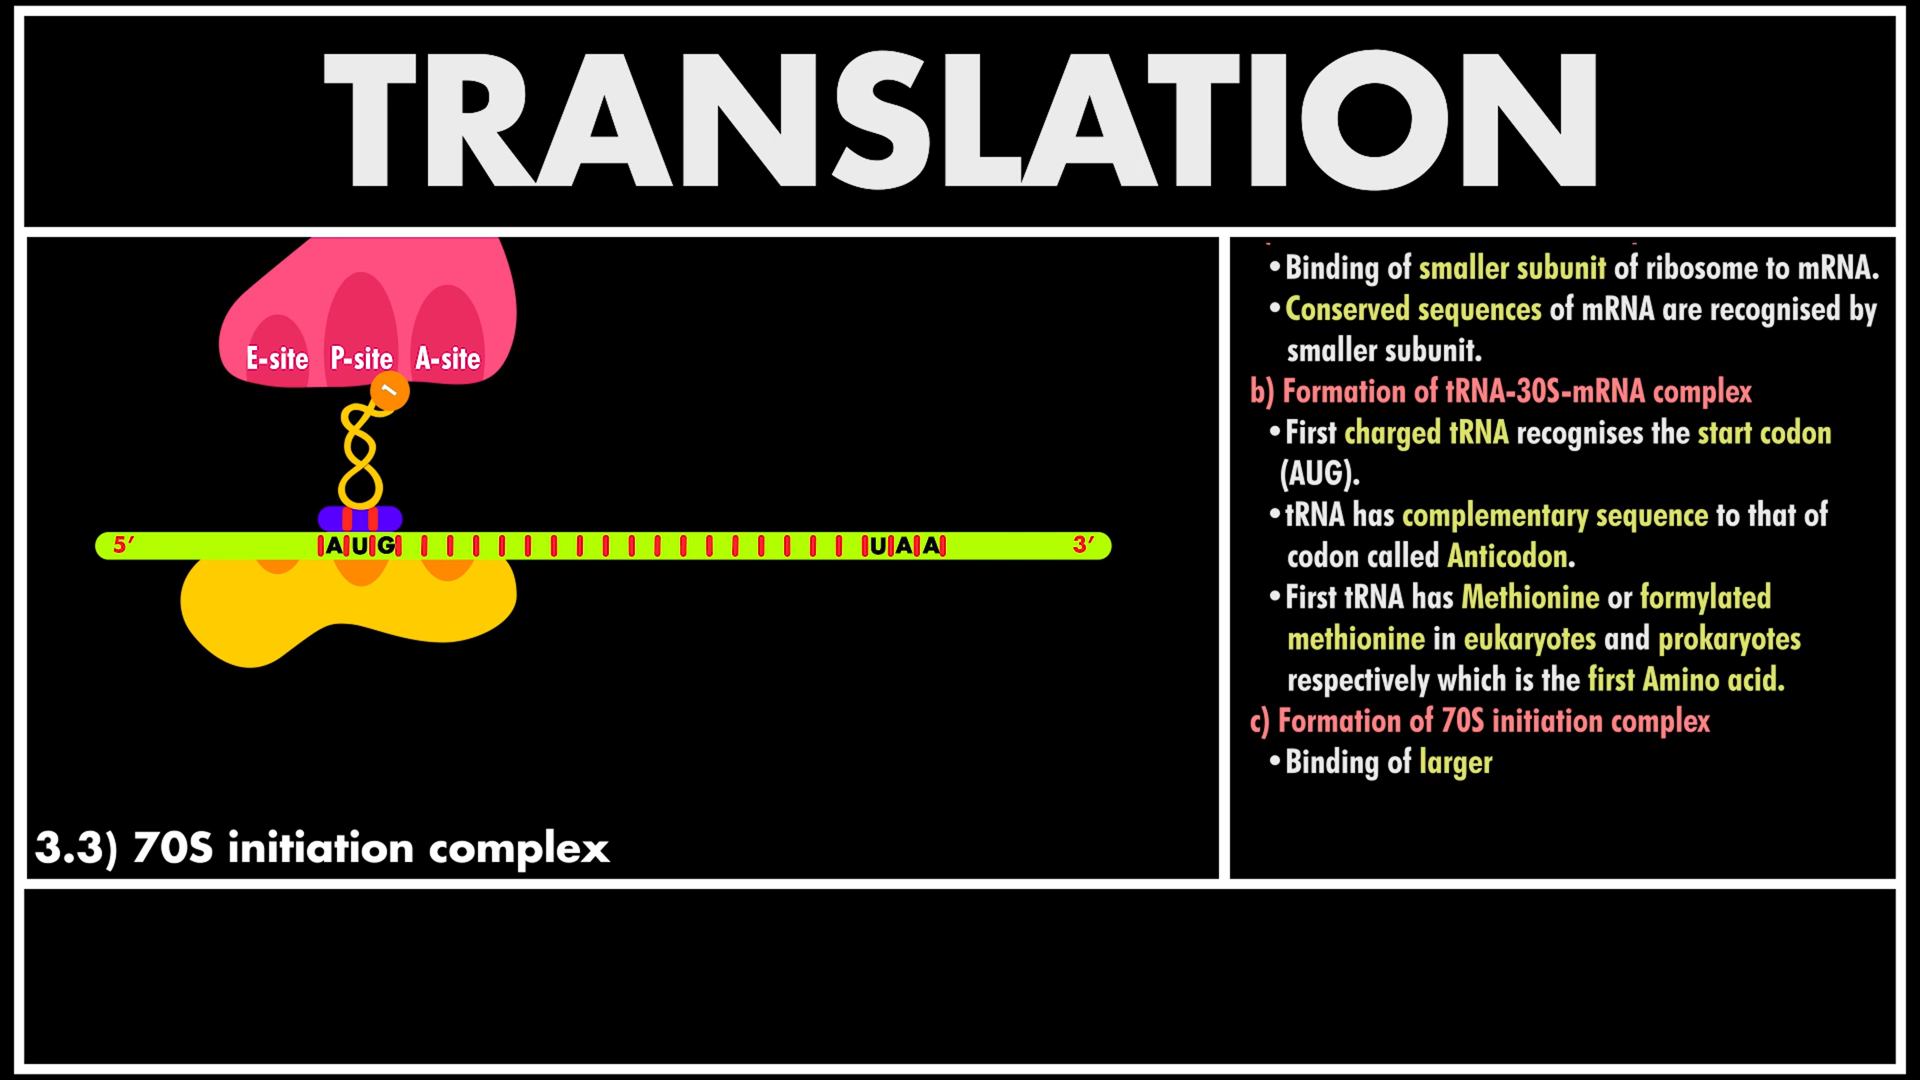 TRANSLATION
E-site P-site A-site
1
5′ AUG UAA 3′
3.3) 70S initiation complex
•Binding of smaller subunit of ribosome to mRNA.
•Conserved sequences of mRNA are recognised by
smaller subunit.
b) Formation of tRNA-30S-mRNA complex
•First charged tRNA recognises the start codon
(AUG).
•tRNA has complementary sequence to that of
codon called Anticodon.
•First tRNA has Methionine or formylated
methionine in eukaryotes and prokaryotes
respectively which is the first Amino acid.
c) Formation of 70S initiation complex
•Binding of larger